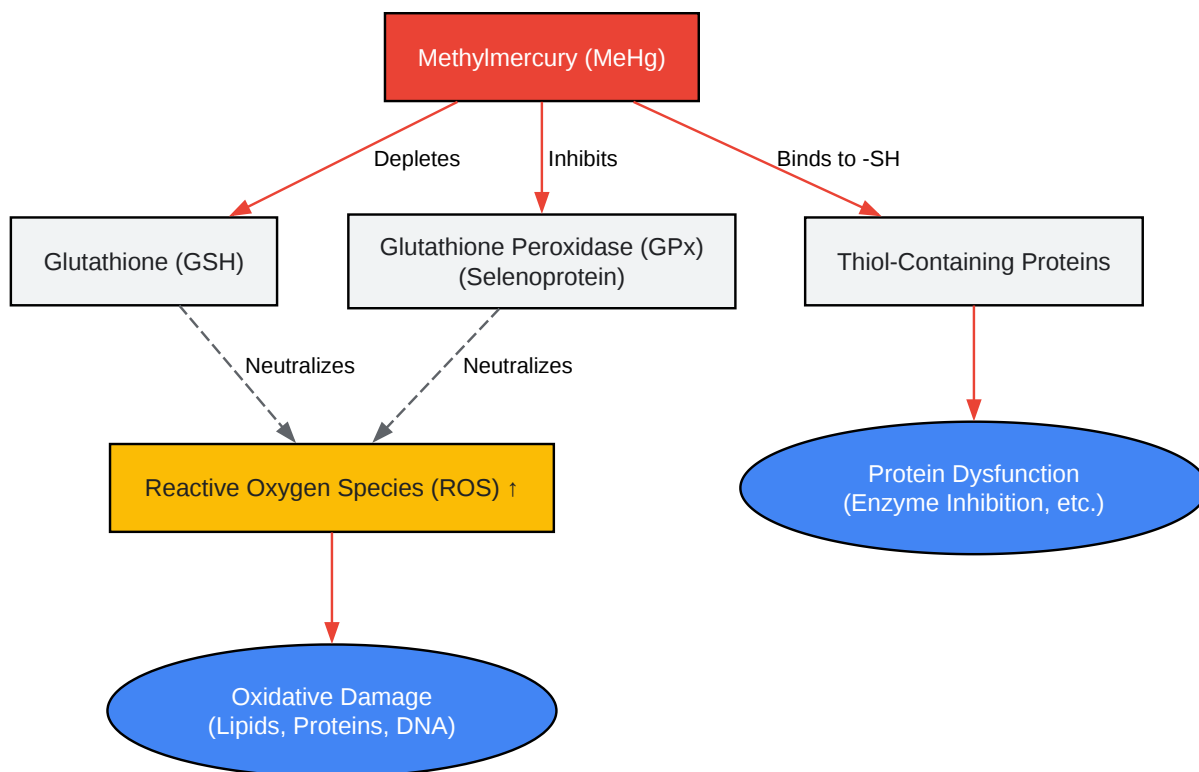 Methylmercury (MeHg)
Depletes
Inhibits
Binds to -SH
Glutathione (GSH)
Glutathione Peroxidase (GPx)
(Selenoprotein)
Thiol-Containing Proteins
Neutralizes
Neutralizes
Reactive Oxygen Species (ROS) ↑
Protein Dysfunction
(Enzyme Inhibition, etc.)
Oxidative Damage
(Lipids, Proteins, DNA)